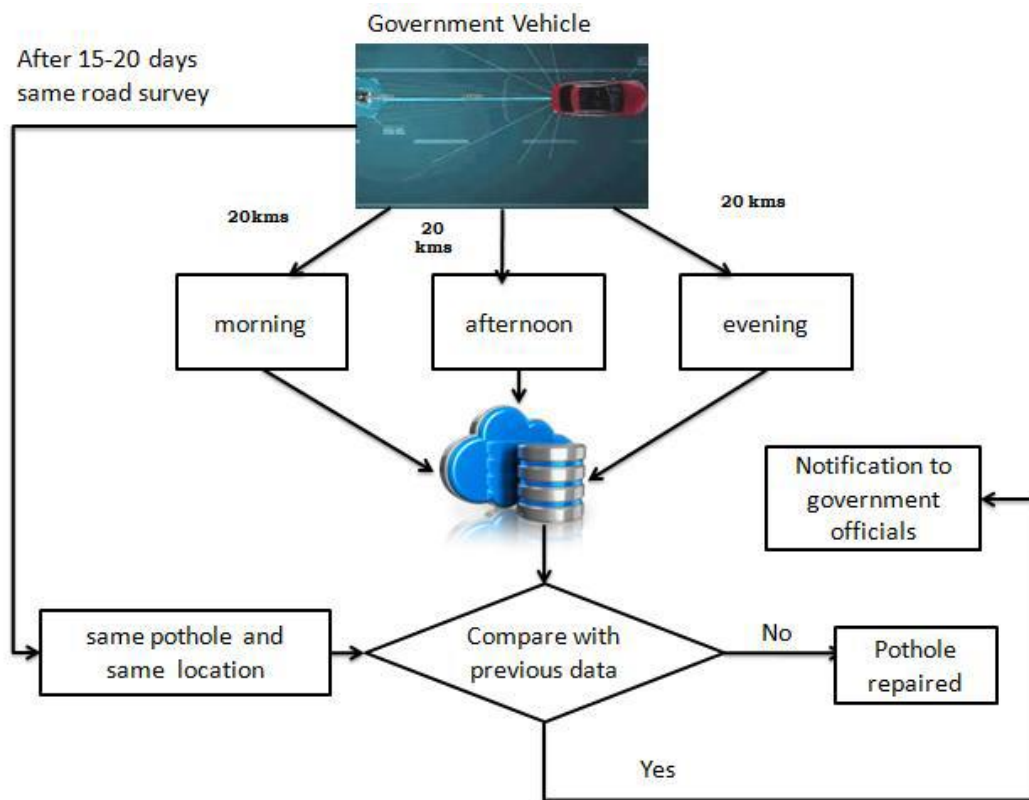 Government Vehicle
After 15-20 days
same road survey
20kms
20
kms
20 kms
morning
afternoon
evening
Notification to
government
officials
same pothole and
same location
Compare with
previous data
No
Pothole
repaired
Yes